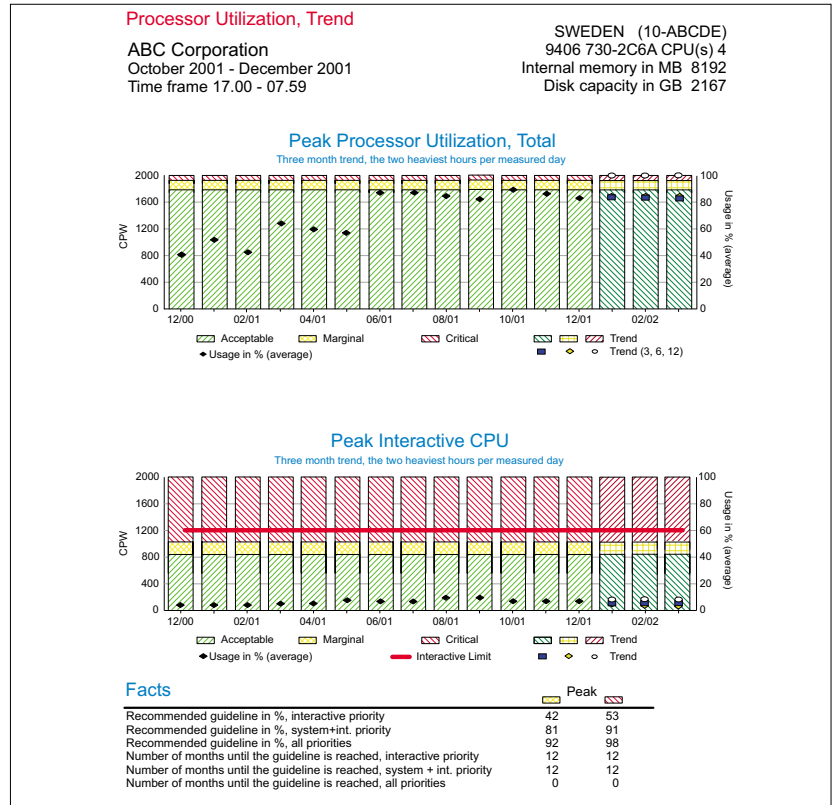 Processor Utilization, Trend
ABC Corporation
October 2001 - December 2001
Time frame 17.00 - 07.59
SWEDEN (10-ABCDE)
9406 730-2C6A CPU(s) 4
Internal memory in MB 8192
Disk capacity in GB 2167
Peak Processor Utilization, Total
Three month trend, the two heaviest hours per measured day
2000
1600
1200
800
400
0
CPW
100
80
60
40
20
0
Usage in % (average)
12/00 02/01 04/01 06/01 08/01 10/01 12/01 02/02
Acceptable Marginal Critical Trend
Usage in % (average) Trend (3, 6, 12)
Peak Interactive CPU
Three month trend, the two heaviest hours per measured day
2000
1600
1200
800
400
0
CPW
100
80
60
40
20
0
Usage in % (average)
12/00 02/01 04/01 06/01 08/01 10/01 12/01 02/02
Acceptable Marginal Critical Trend
Usage in % (average) Interactive Limit Trend
Facts Peak
Recommended guideline in %, interactive priority 42 53
Recommended guideline in %, system+int. priority 81 91
Recommended guideline in %, all priorities 92 98
Number of months until the guideline is reached, interactive priority 12 12
Number of months until the guideline is reached, system + int. priority 12 12
Number of months until the guideline is reached, all priorities 0 0